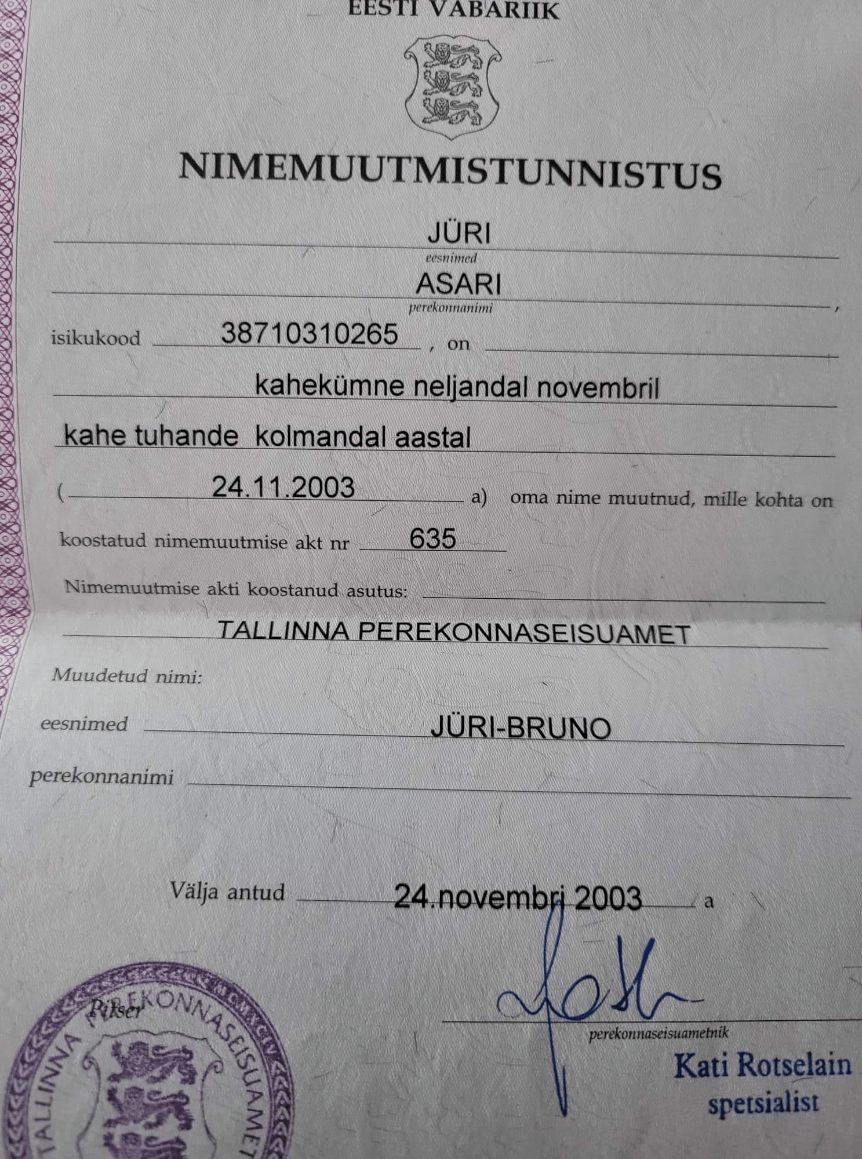 EESTI VABARIIK
NIMEMUUTMISTUNNISTUS
JÜRI
eesnimed
ASARI
perekonnanimi ,
isikukood 38710310265 , on
kahekümne neljandal novembril
kahe tuhande kolmandal aastal
( 24.11.2003 a) oma nime muutnud, mille kohta on
koostatud nimemuutmise akt nr 635
Nimemuutmise akti koostanud asutus:
TALLINNA PEREKONNASEISUAMET
Muudetud nimi:
eesnimed JÜRI-BRUNO
perekonnanimi
Välja antud 24.novembri 2003 a
perekonnaseisuametnik
Kati Rotselain
spetsialist
TALLINNA PEREKONNASEISUAMET
Pitser